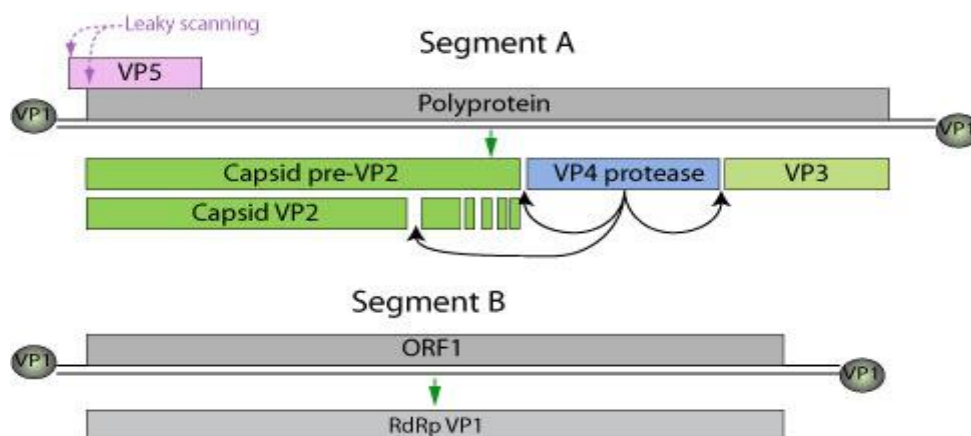 Leaky scanning
Segment A
VP5
Polyprotein
VP1
VP1
Capsid pre-VP2
VP4 protease
VP3
Capsid VP2
Segment B
ORF1
VP1
VP1
RdRp VP1